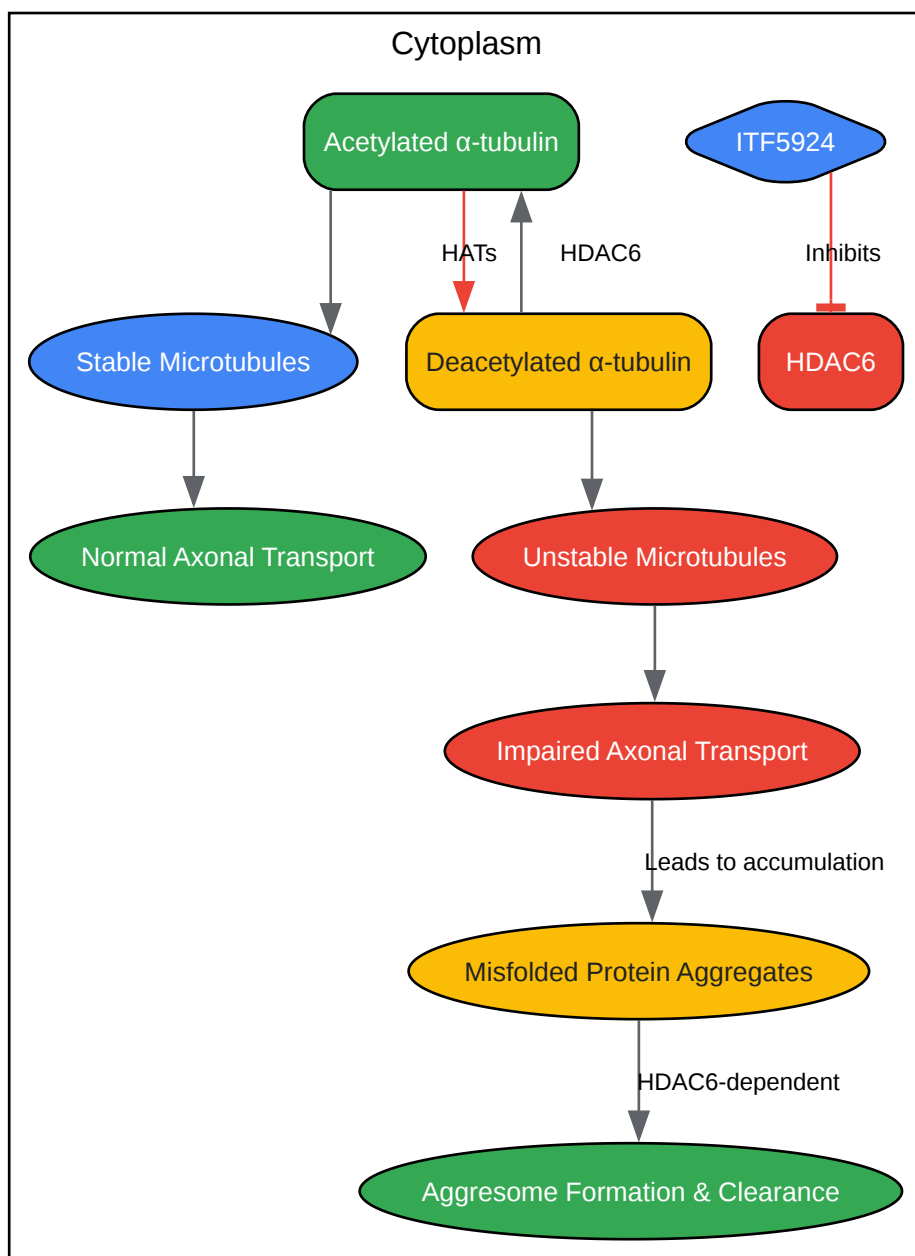 Cytoplasm
Acetylated α-tubulin
ITF5924
HATs
HDAC6
Inhibits
Stable Microtubules
Deacetylated α-tubulin
HDAC6
Normal Axonal Transport
Unstable Microtubules
Impaired Axonal Transport
Leads to accumulation
Misfolded Protein Aggregates
HDAC6-dependent
Aggresome Formation & Clearance